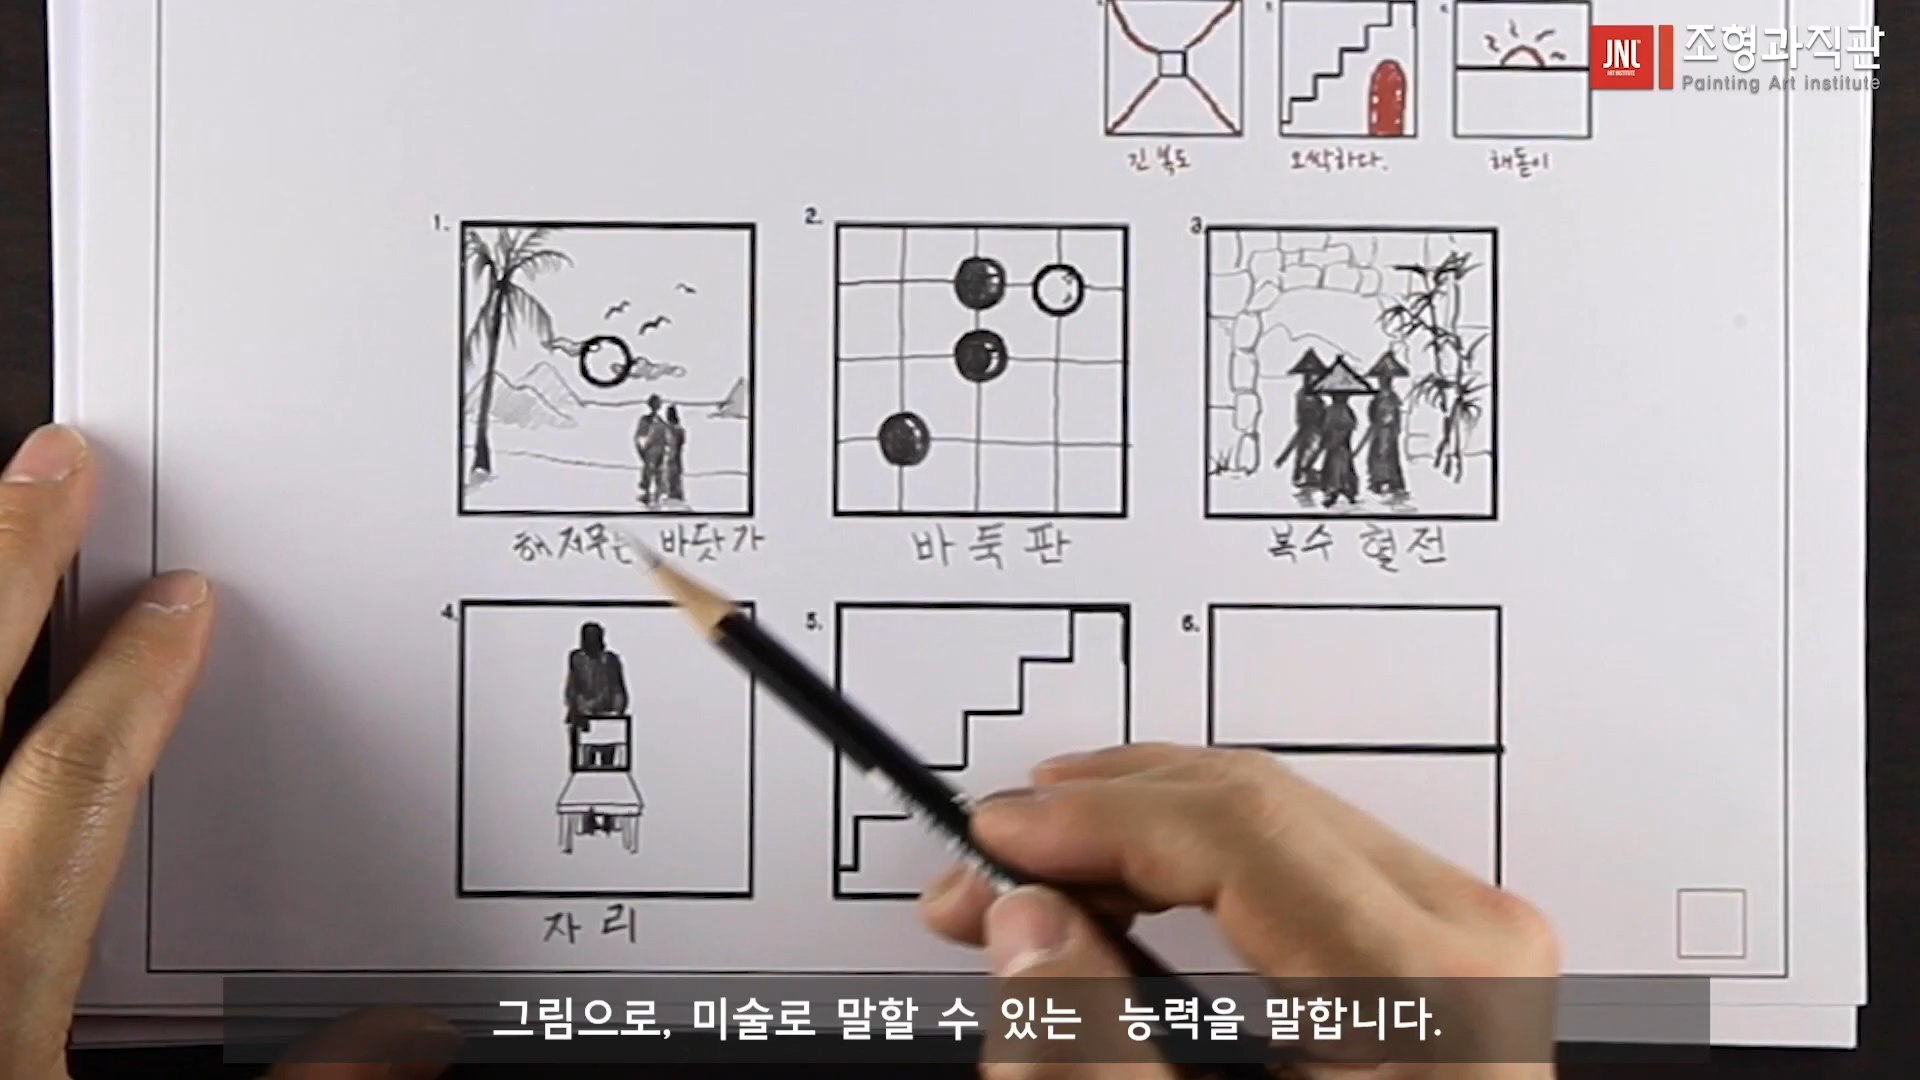 JNL
ART INSTITUTE
조형과직관
Painting Art institute
긴 복도
오싹하다.
해돋이
1.
2.
3.
해 저무는 바닷가
바 둑 판
복수 혈전
4.
5.
6.
자 리
그림으로, 미술로 말할 수 있는 능력을 말합니다.